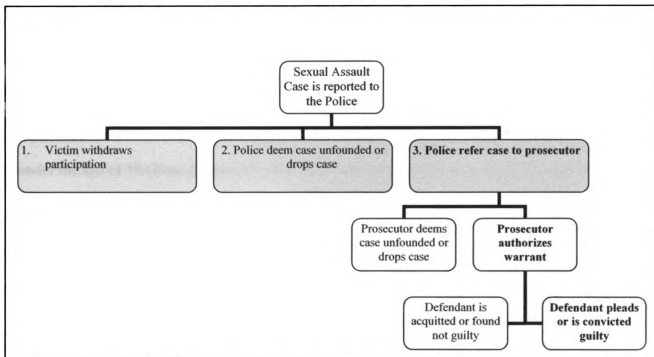 Sexual Assault
Case is reported to
the Police
1. Victim withdraws
participation
2. Police deem case unfounded or
drops case
3. Police refer case to prosecutor
Prosecutor deems
case unfounded or
drops case
Prosecutor
authorizes
warrant
Defendant is
acquitted or found
not guilty
Defendant pleads
or is convicted
guilty